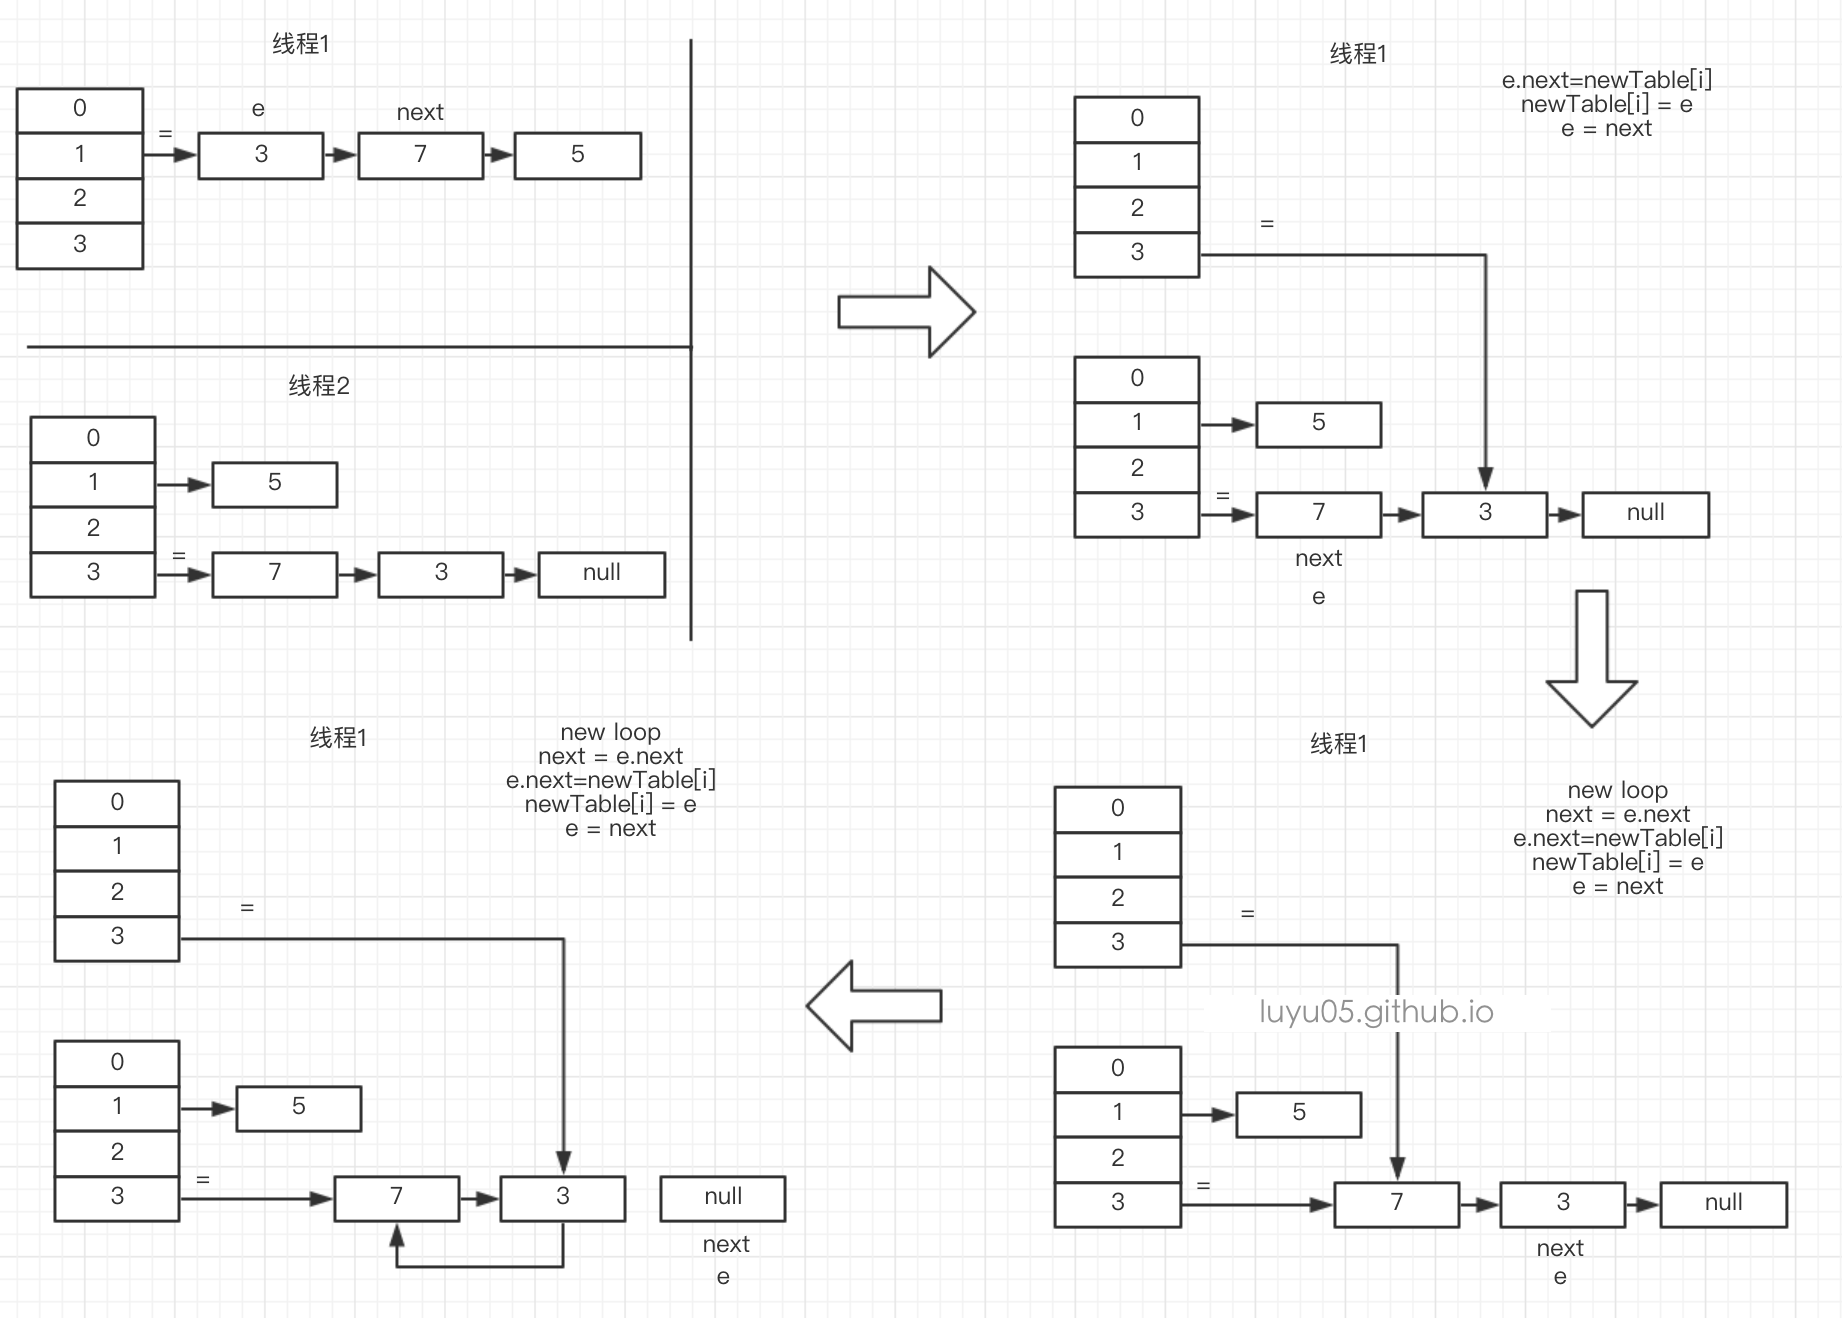 线程1
0
1
2
3
=
e
next
3
7
5
线程2
0
1
2
3
5
=
7
3
null
线程1
e.next=newTable[i]
newTable[i] = e
e = next
0
1
2
3
=
0
1
2
3
5
=
7
3
null
next
e
线程1
new loop
next = e.next
e.next=newTable[i]
newTable[i] = e
e = next
0
1
2
3
=
luyu05.github.io
0
1
2
3
5
=
7
3
null
next
e
线程1
new loop
next = e.next
e.next=newTable[i]
newTable[i] = e
e = next
0
1
2
3
=
0
1
2
3
5
=
7
3
null
next
e